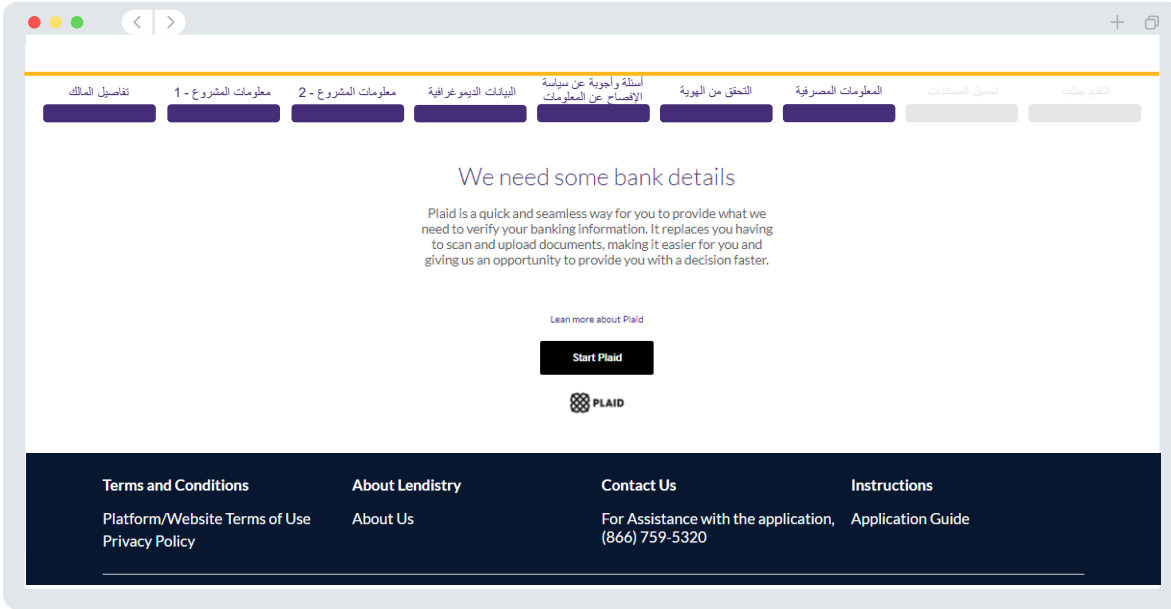 تفاصيل المالك
معلومات المشروع - 1
معلومات المشروع - 2
البيانات الديموغرافية
أسئلة وأجوبة عن سياسة
الإفصاح عن المعلومات
التحقق من الهوية
المعلومات المصرفية
تحميل المستندات
التقدم بطلب
We need some bank details
Plaid is a quick and seamless way for you to provide what we
need to verify your banking information. It replaces you having
to scan and upload documents, making it easier for you and
giving us an opportunity to provide you with a decision faster.
Lean more about Plaid
Start Plaid
PLAID
Terms and Conditions
Platform/Website Terms of Use
Privacy Policy
About Lendistry
About Us
Contact Us
For Assistance with the application,
(866) 759-5320
Instructions
Application Guide